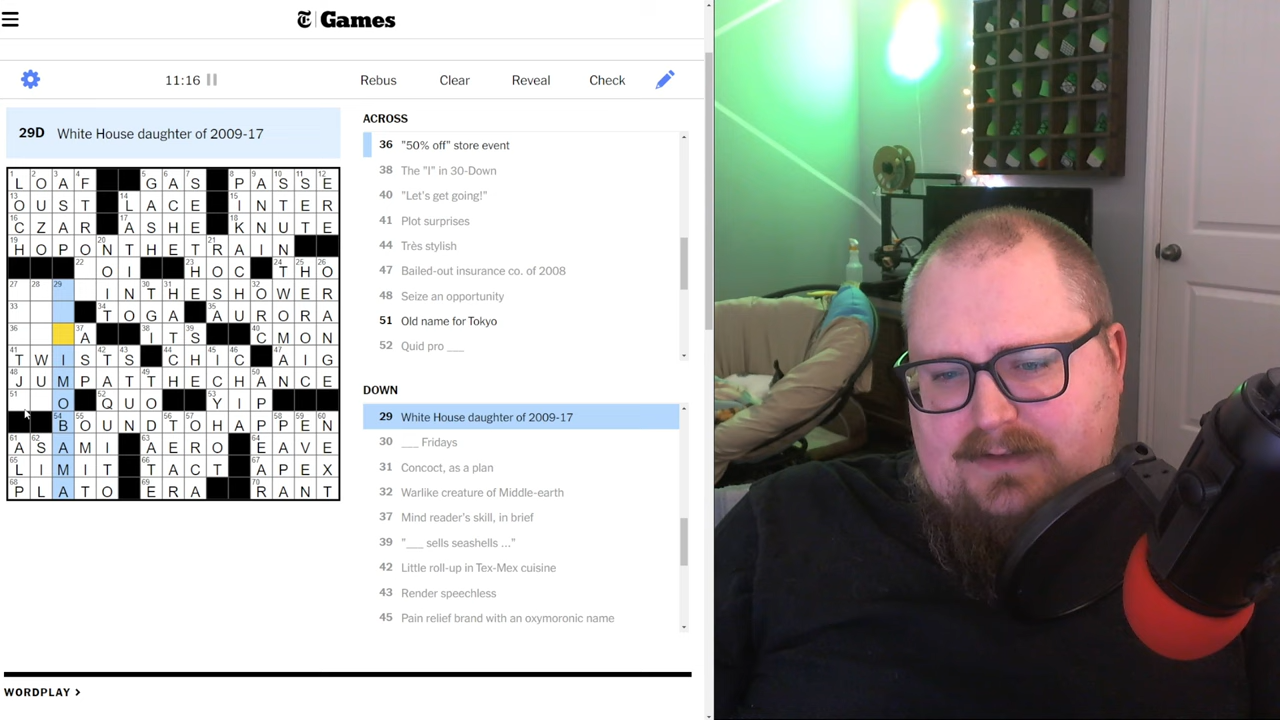 Games
11:16
Rebus
Clear
Reveal
Check
29D White House daughter of 2009-17
L O A F G A S P A S S E
O U S T L A C E I N T E R
C Z A R A S H E K N U T E
H O P O N T H E T R A I N
O I H O C T H O
I N T H E S H O W E R
T O G A A U R O R A
A I T S C M O N
T W I S T S C H I C A I G
J U M P A T T H E C H A N C E
O Q U O Y I P
B O U N D T O H A P P E N
A S A M I A E R O E A V E
L I M I T T A C T A P E X
P L A T O E R A R A N T
ACROSS
36 "50% off" store event
38 The "I" in 30-Down
40 "Let's get going!"
41 Plot surprises
44 Très stylish
47 Bailed-out insurance co. of 2008
48 Seize an opportunity
51 Old name for Tokyo
52 Quid pro ___
DOWN
29 White House daughter of 2009-17
30 ___ Fridays
31 Concoct, as a plan
32 Warlike creature of Middle-earth
37 Mind reader's skill, in brief
39 "___ sells seashells ..."
42 Little roll-up in Tex-Mex cuisine
43 Render speechless
45 Pain relief brand with an oxymoronic name
WORDPLAY >